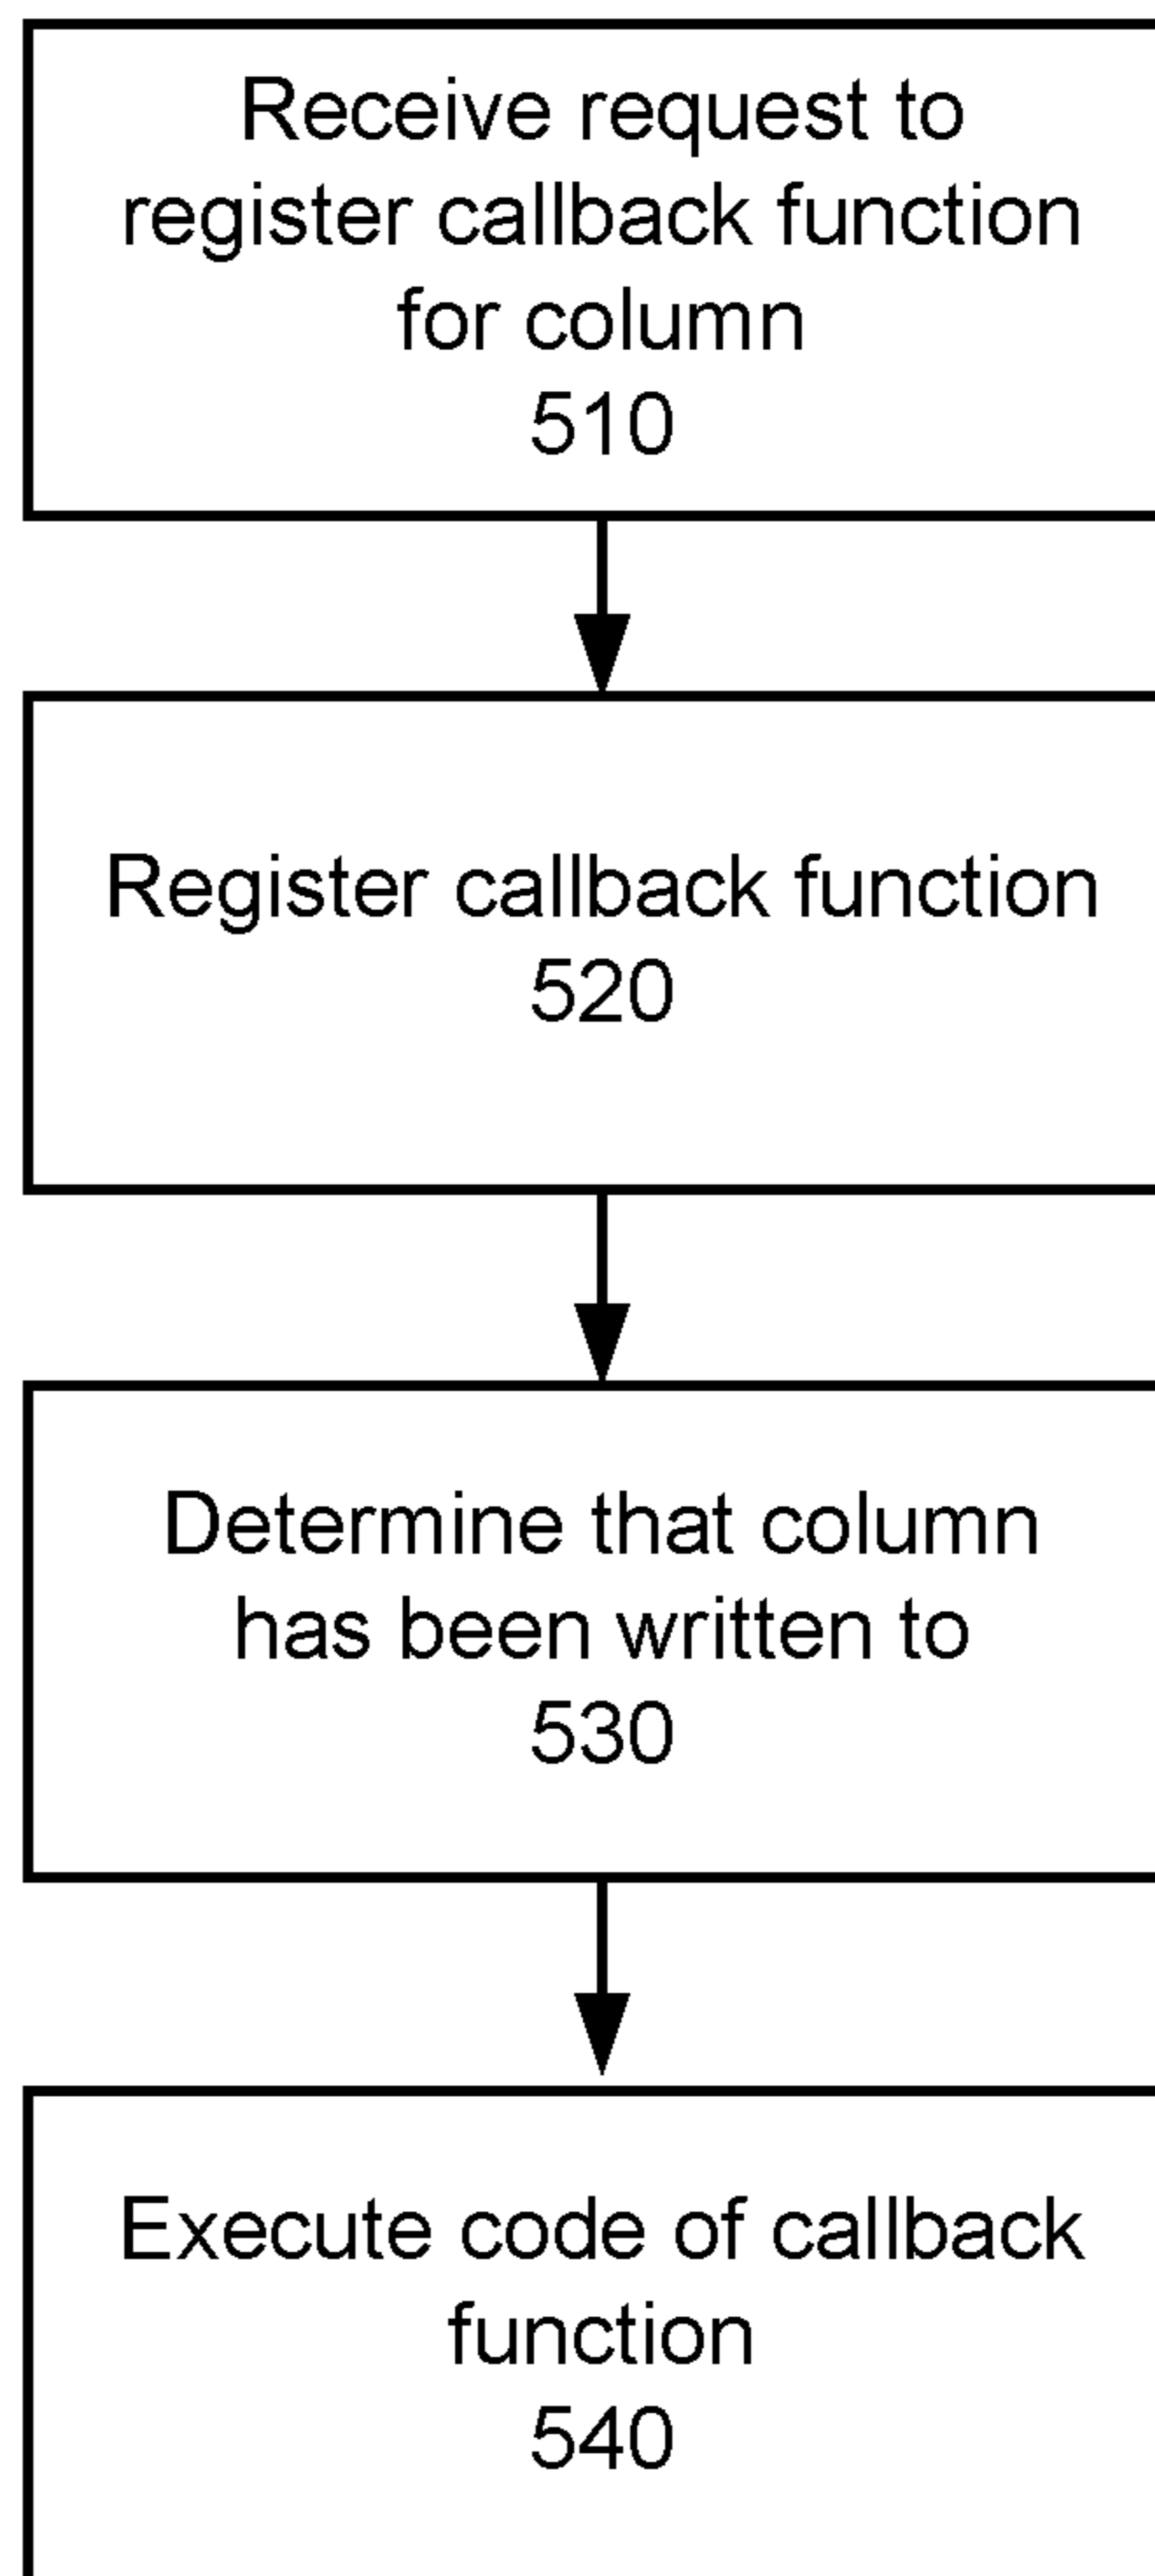 Receive request to
register callback function
for column
510
Register callback function
520
Determine that column
has been written to
530
Execute code of callback
function
540